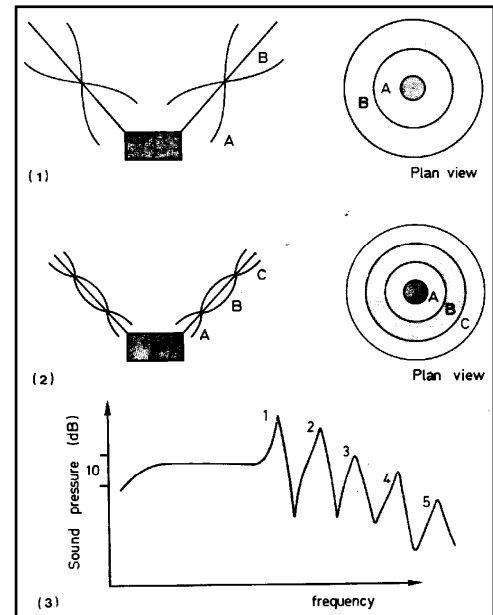 B
A
(1)
A
B
Plan view
C
B
A
(2)
A
B
C
Plan view
Sound pressure (dB)
10
1
2
3
4
5
(3)
frequency